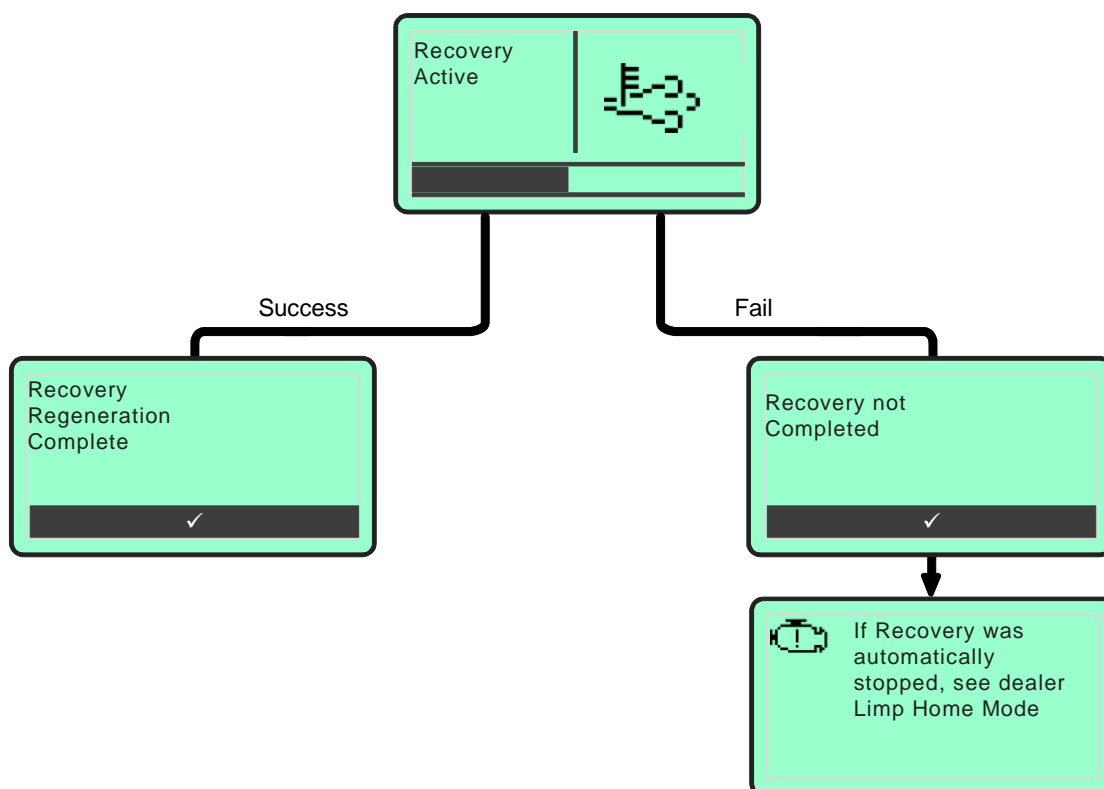 Recovery
Active
Success
Fail
Recovery
Regeneration
Complete
Recovery not
Completed
✓
✓
If Recovery was
automatically
stopped, see dealer
Limp Home Mode